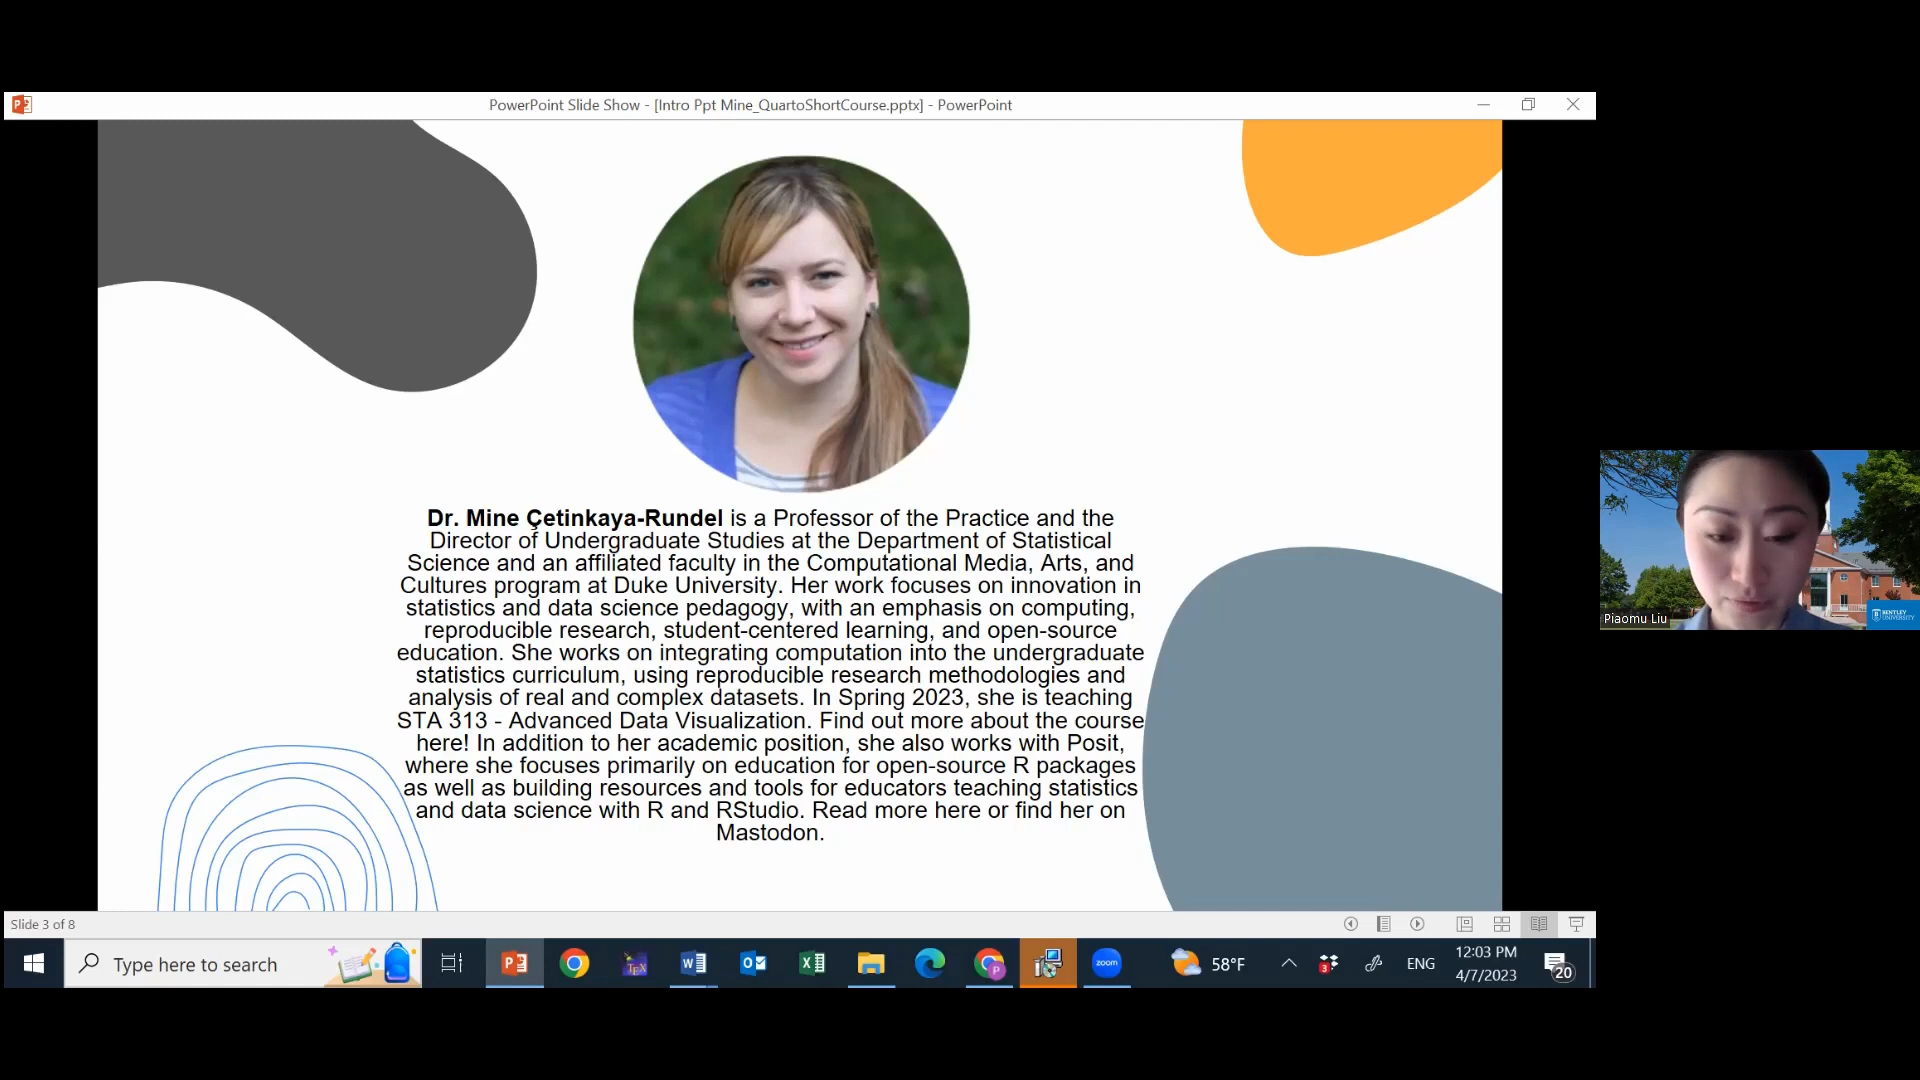 PowerPoint Slide Show - [Intro Ppt Mine_QuartoShortCourse.pptx] - PowerPoint
Dr. Mine Çetinkaya-Rundel is a Professor of the Practice and the
Director of Undergraduate Studies at the Department of Statistical
Science and an affiliated faculty in the Computational Media, Arts, and
Cultures program at Duke University. Her work focuses on innovation in
statistics and data science pedagogy, with an emphasis on computing,
reproducible research, student-centered learning, and open-source
education. She works on integrating computation into the undergraduate
statistics curriculum, using reproducible research methodologies and
analysis of real and complex datasets. In Spring 2023, she is teaching
STA 313 - Advanced Data Visualization. Find out more about the course
here! In addition to her academic position, she also works with Posit,
where she focuses primarily on education for open-source R packages
as well as building resources and tools for educators teaching statistics
and data science with R and RStudio. Read more here or find her on
Mastodon.
Piaomu Liu
BENTLEY
UNIVERSITY
Slide 3 of 8
Type here to search
TEX
zoom
58°F
3
ENG
12:03 PM
4/7/2023
20